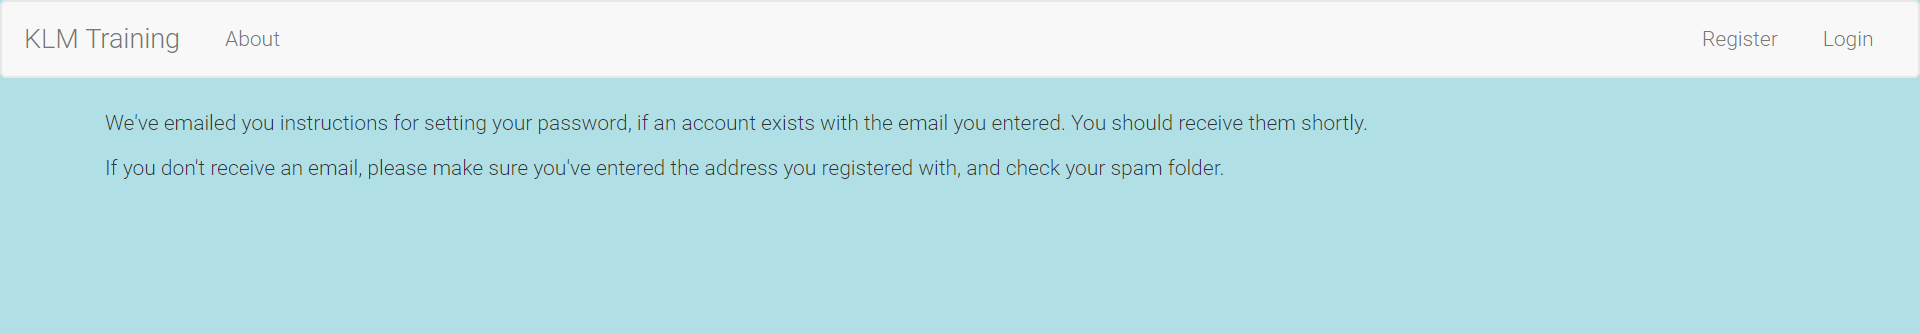 KLM Training About Register Login
We've emailed you instructions for setting your password, if an account exists with the email you entered. You should receive them shortly.
If you don't receive an email, please make sure you've entered the address you registered with, and check your spam folder.